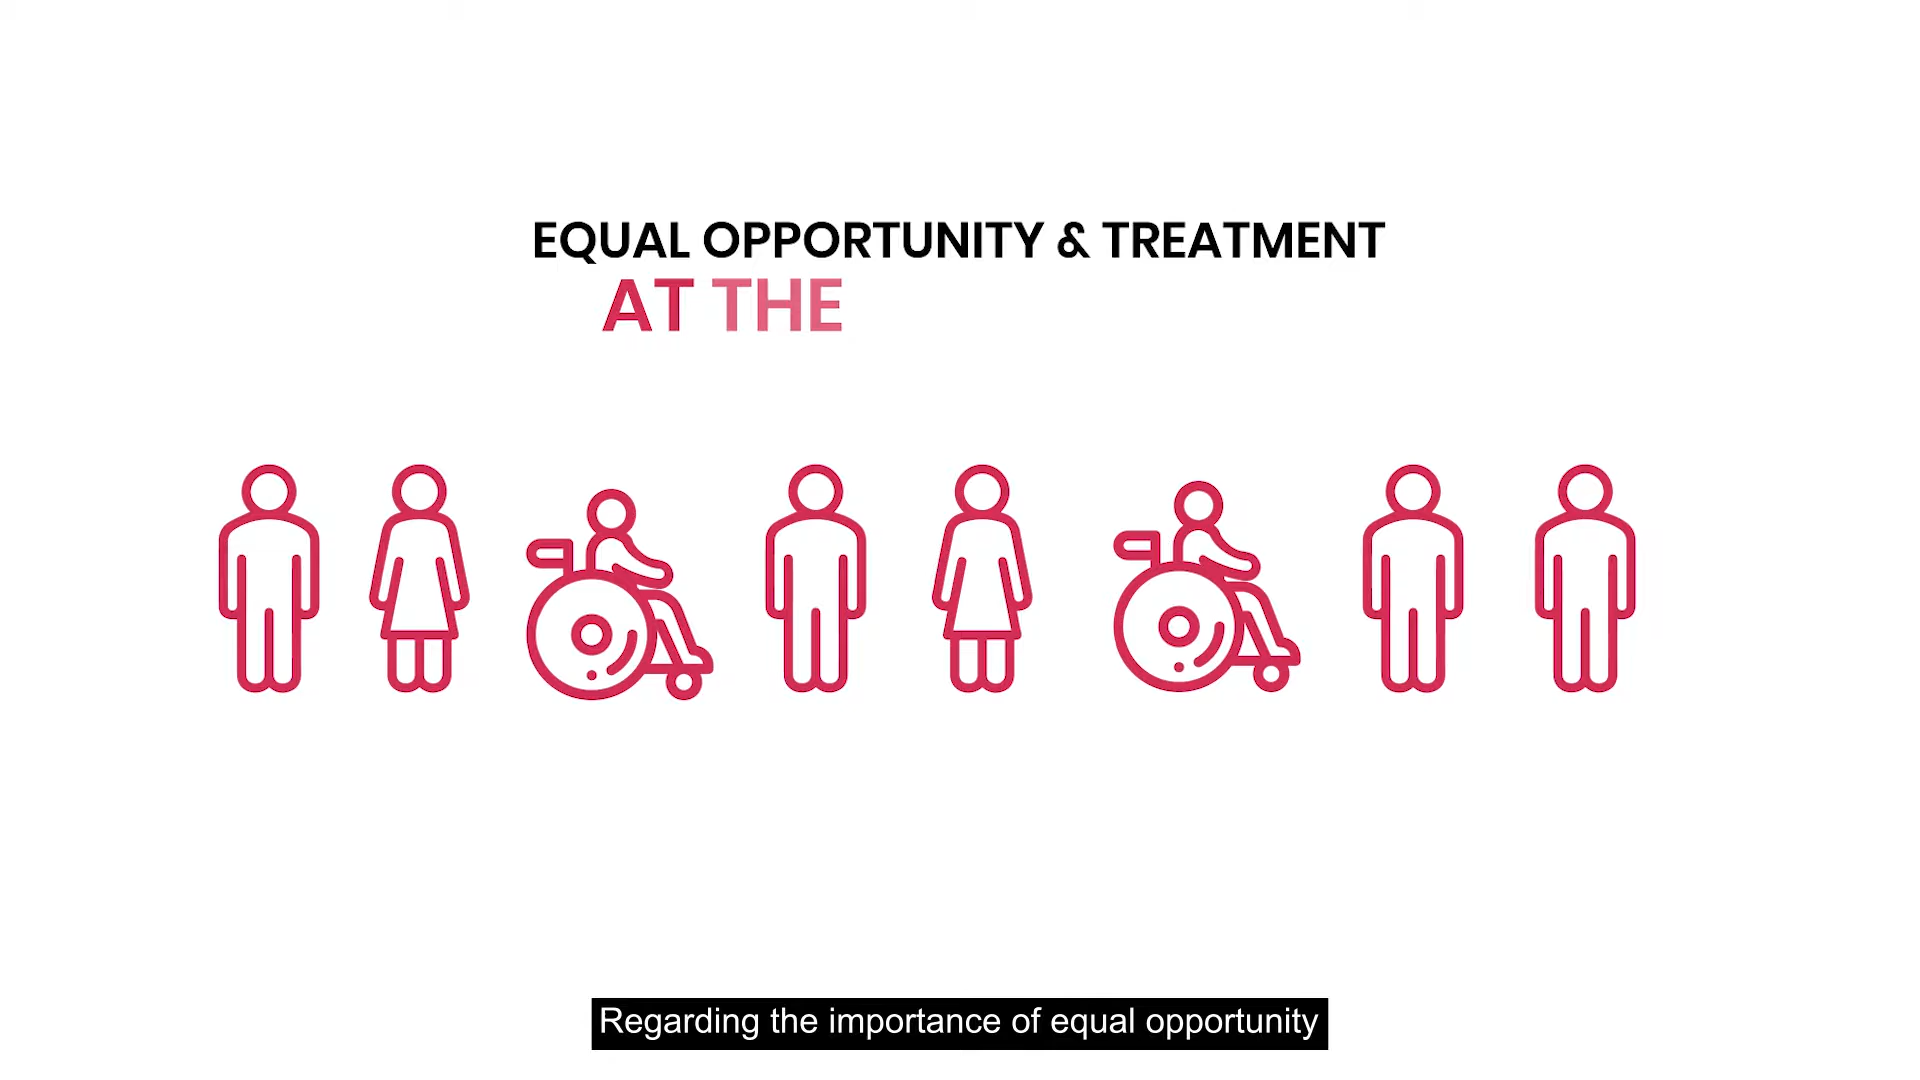 EQUAL OPPORTUNITY & TREATMENT
AT THE
Regarding the importance of equal opportunity